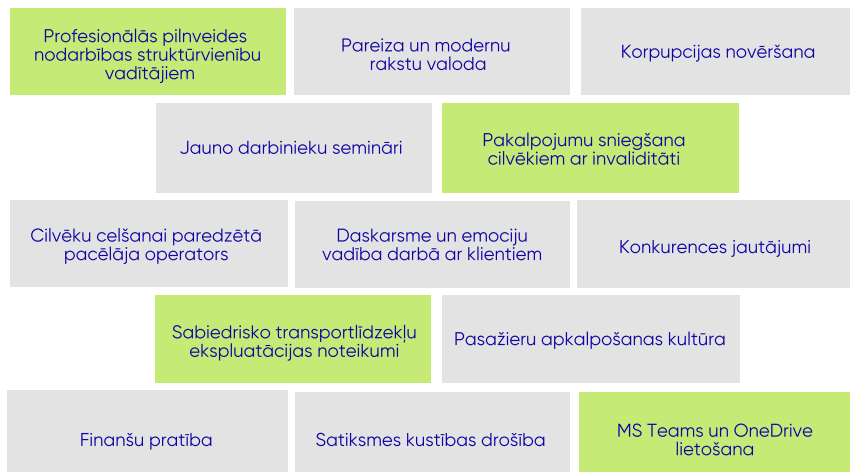 Profesionālās pilnveides
nodarbības struktūrvienību
vadītājiem
Pareiza un modernu
rakstu valoda
Korpupcijas novēršana
Jauno darbinieku semināri
Pakalpojumu sniegšana
cilvēkiem ar invaliditāti
Cilvēku celšanai paredzētā
pacēlāja operators
Daskarsme un emociju
vadība darbā ar klientiem
Konkurences jautājumi
Sabiedrisko transportlīdzekļu
ekspluatācijas noteikumi
Pasažieru apkalpošanas kultūra
Finanšu pratība
Satiksmes kustības drošība
MS Teams un OneDrive
lietošana